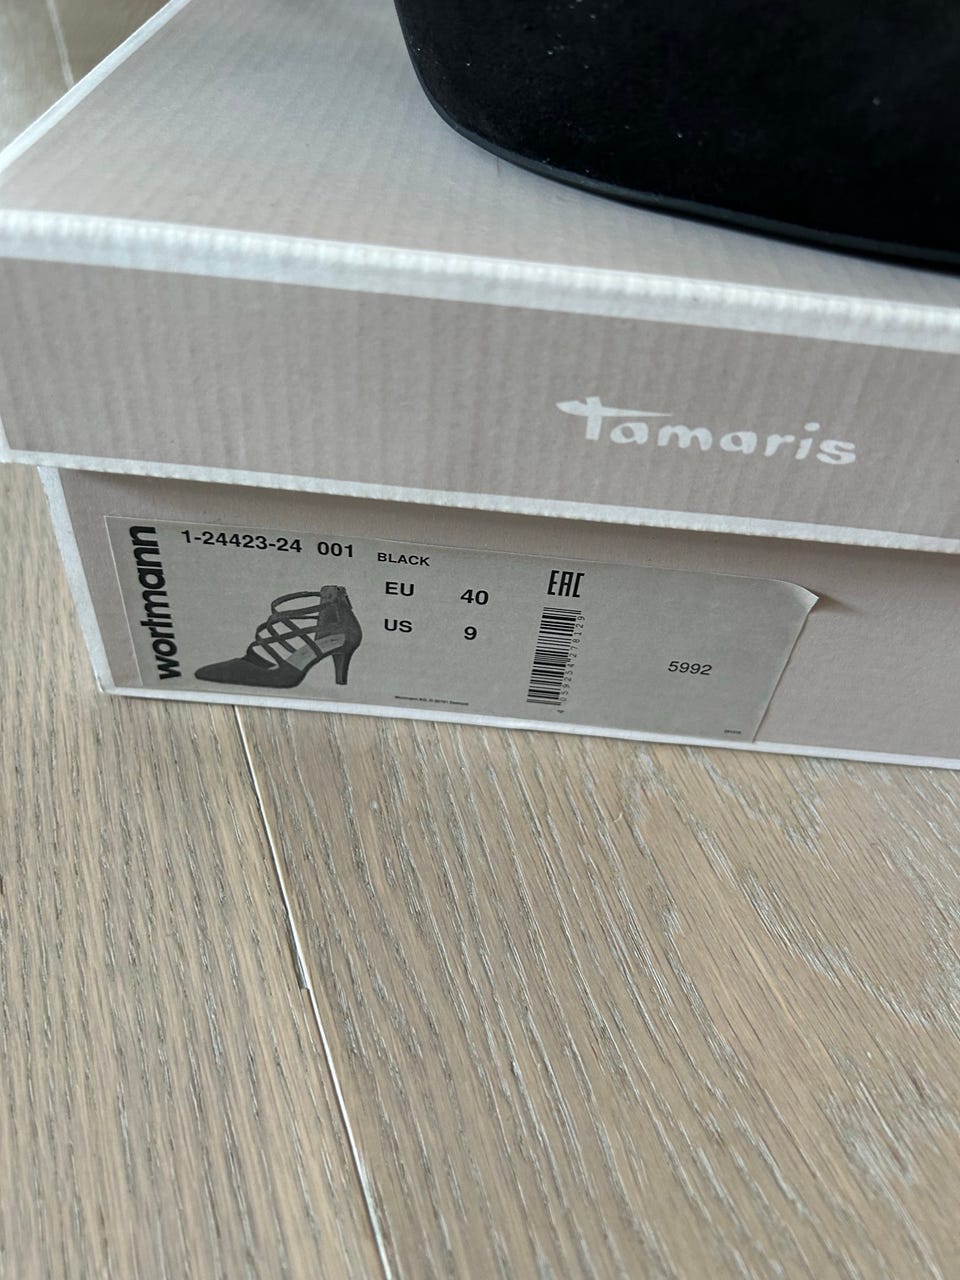 Tamaris
wortmann
1-24423-24 001 BLACK
EU 40
US 9
EAC
5992